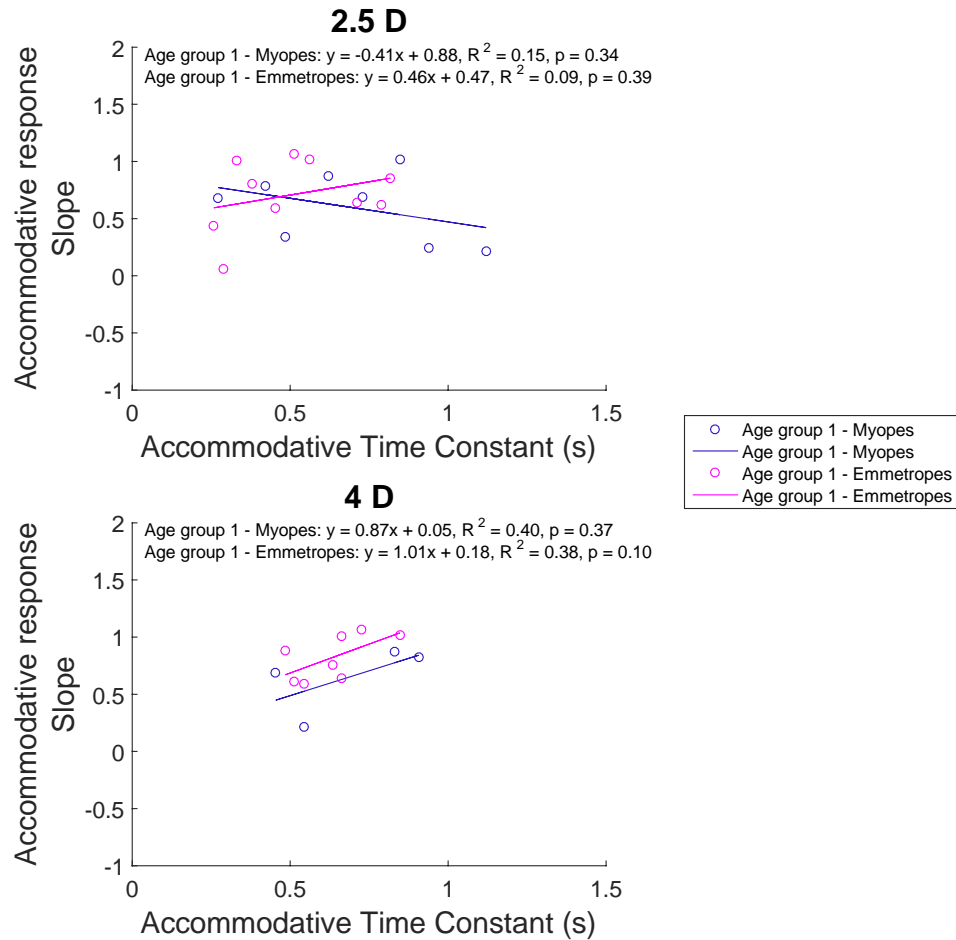 2.5 D
Age group 1 - Myopes: y = -0.41x + 0.88, R 2 = 0.15, p = 0.34
Age group 1 - Emmetropes: y = 0.46x + 0.47, R 2 = 0.09, p = 0.39
2
1.5
1
0.5
0
-0.5
-1
Accommodative response
Slope
0 0.5 1 1.5
Accommodative Time Constant (s)
Age group 1 - Myopes
Age group 1 - Myopes
Age group 1 - Emmetropes
Age group 1 - Emmetropes
4 D
Age group 1 - Myopes: y = 0.87x + 0.05, R 2 = 0.40, p = 0.37
Age group 1 - Emmetropes: y = 1.01x + 0.18, R 2 = 0.38, p = 0.10
2
1.5
1
0.5
0
-0.5
-1
Accommodative response
Slope
0 0.5 1 1.5
Accommodative Time Constant (s)